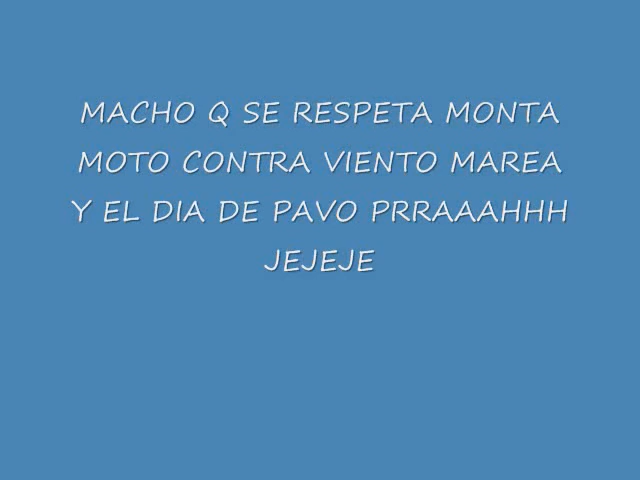 MACHO Q SE RESPETA MONTA
MOTO CONTRA VIENTO MAREA
Y EL DIA DE PAVO PRRAAAHHH
JEJEJE